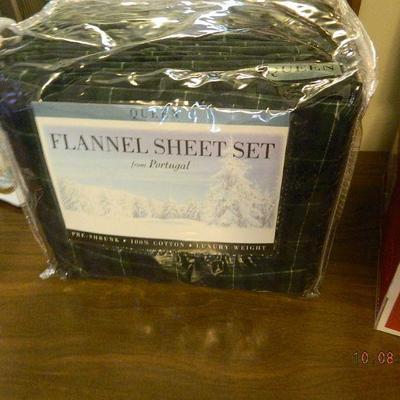 QUEEN
QUEEN
FLANNEL SHEET SET
from Portugal
PRE-SHRUNK • 100% COTTON • LUXURY WEIGHT
10.08